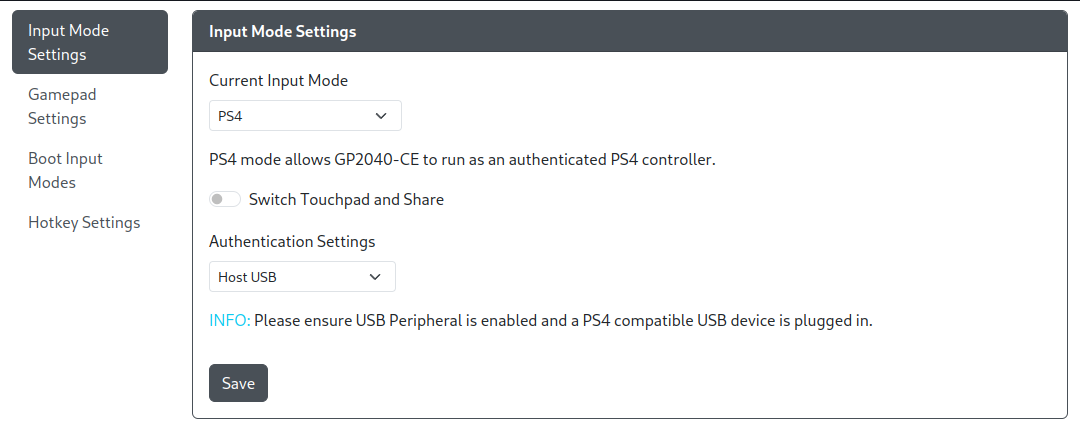 Input Mode
Settings
Gamepad
Settings
Boot Input
Modes
Hotkey Settings
Input Mode Settings
Current Input Mode
PS4
PS4 mode allows GP2040-CE to run as an authenticated PS4 controller.
Switch Touchpad and Share
Authentication Settings
Host USB
INFO: Please ensure USB Peripheral is enabled and a PS4 compatible USB device is plugged in.
Save